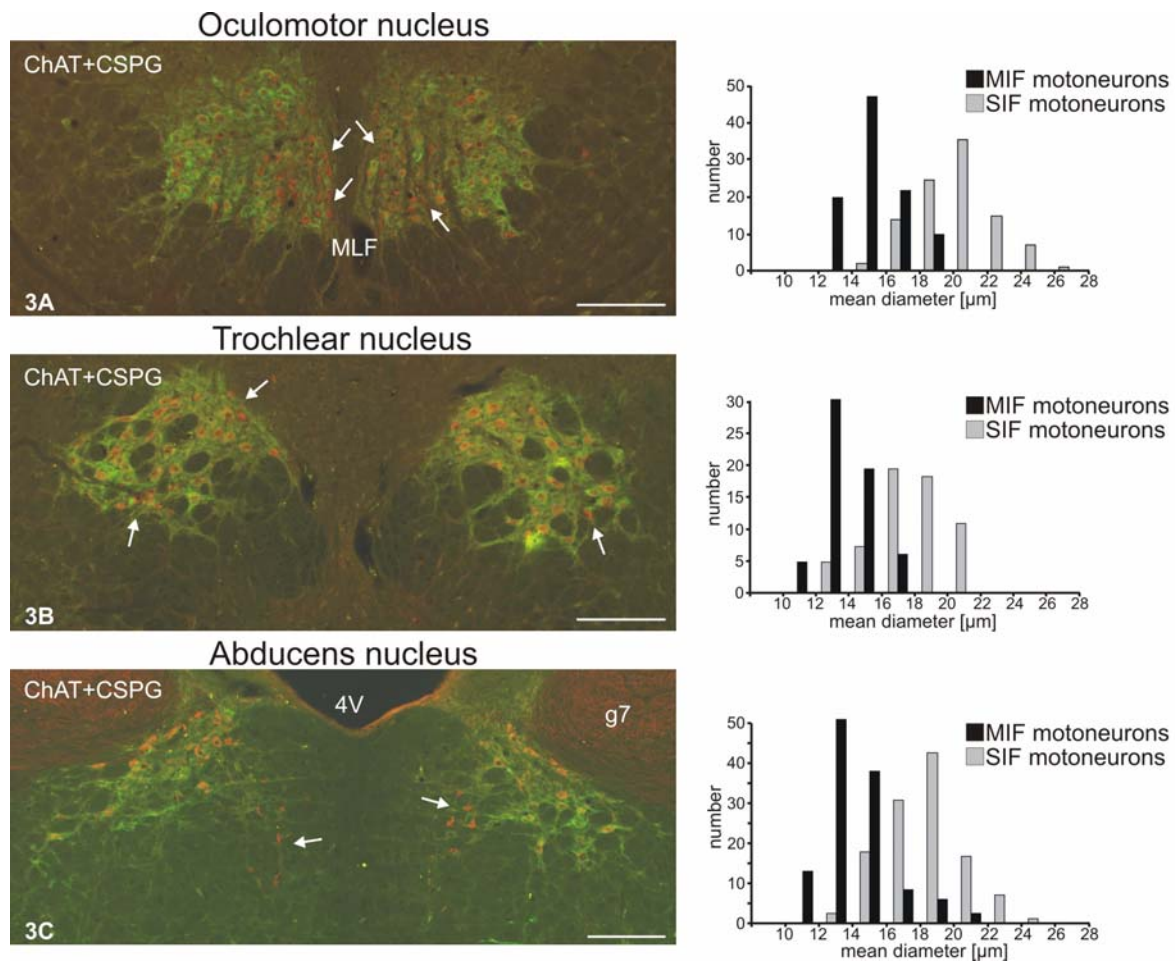 Oculomotor nucleus
ChAT+CSPG
MLF
3A
MIF motoneurons
SIF motoneurons
number
50
40
30
20
10
0
10 12 14 16 18 20 22 24 26 28
mean diameter [µm]
Trochlear nucleus
ChAT+CSPG
3B
MIF motoneurons
SIF motoneurons
number
30
25
20
15
10
5
0
10 12 14 16 18 20 22 24 26 28
mean diameter [µm]
Abducens nucleus
ChAT+CSPG
4V
g7
3C
MIF motoneurons
SIF motoneurons
number
50
40
30
20
10
0
10 12 14 16 18 20 22 24 26 28
mean diameter [µm]